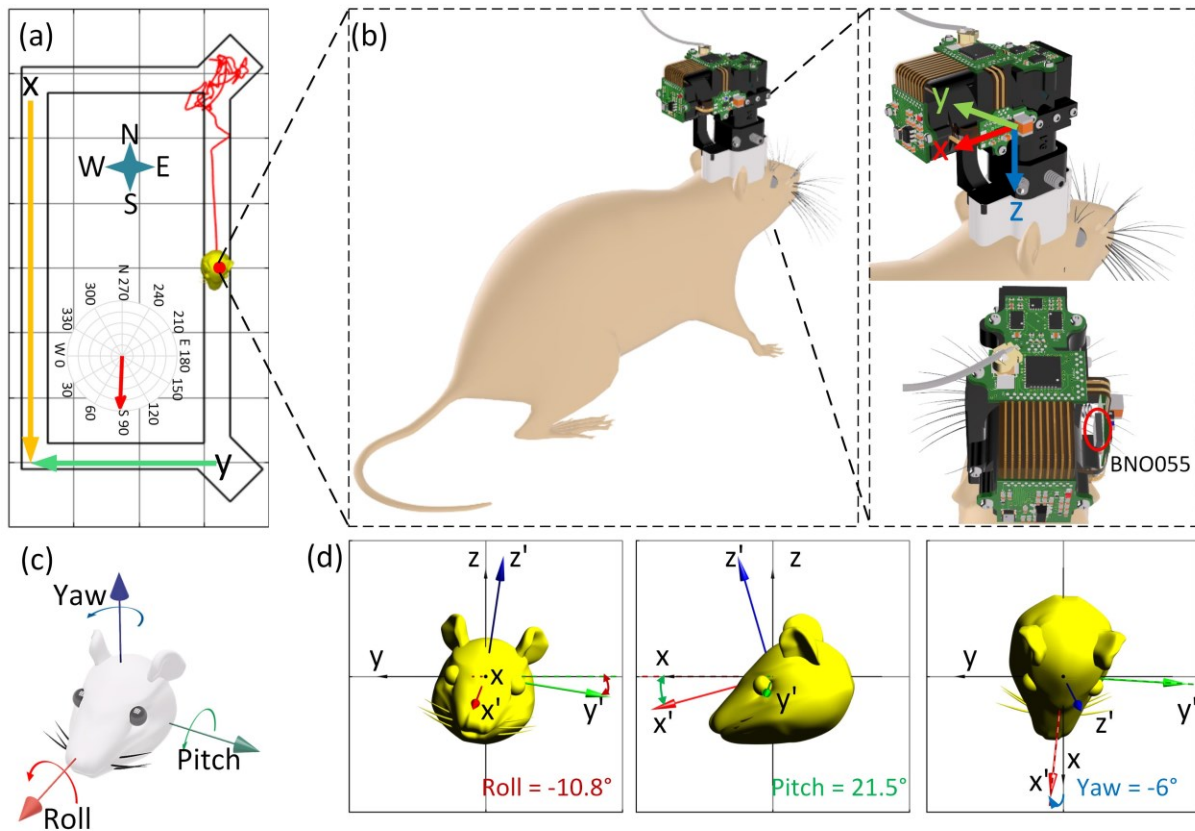 (a)
x
N
W E
S
N 270
300 240
330 210
W 0 E 180
30 150
60 120
S 90
y
(b)
y
x
z
BNO055
(c)
Yaw
Pitch
Roll
(d)
z z'
y x
x' y'
Roll = -10.8°
z' z
x
x' y'
Pitch = 21.5°
y
y'
z'
x
x'
Yaw = -6°